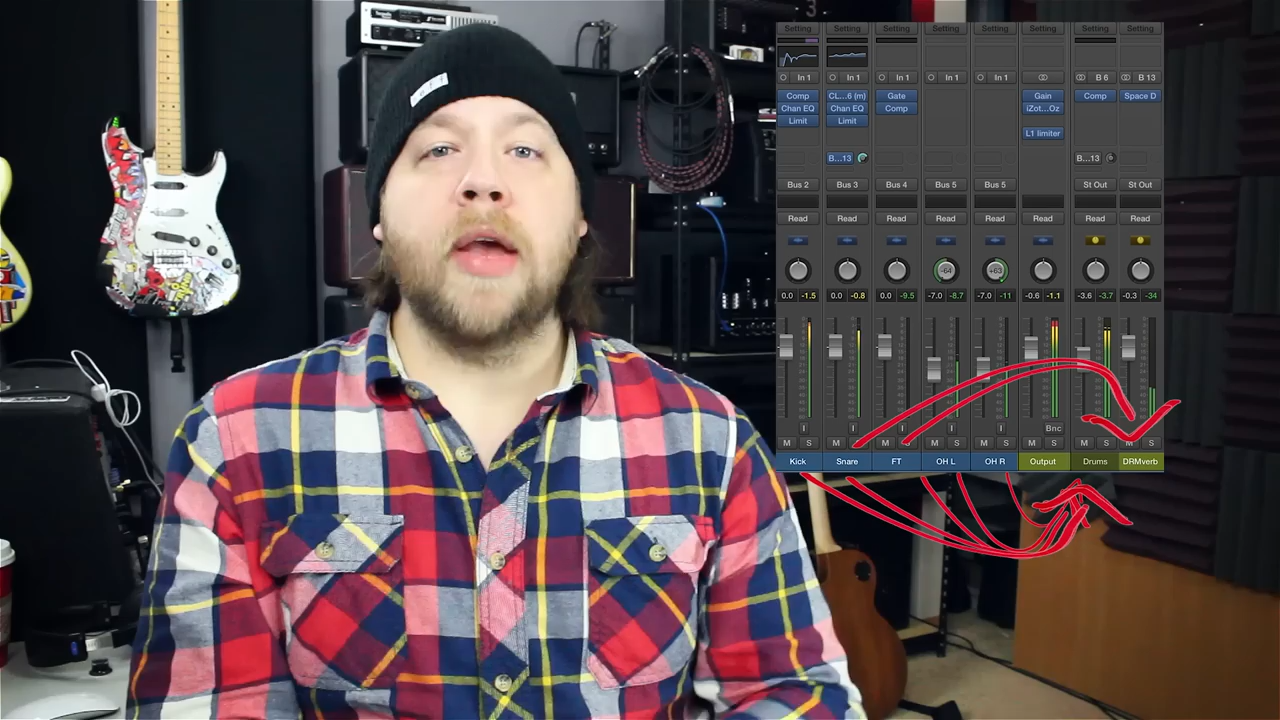 Setting Setting Setting Setting Setting Setting Setting Setting
In 1 In 1 In 1 In 1 In 1 B 6 B 13
Comp CL...6 (m) Gate Gain Comp Space D
Chan EQ Chan EQ Comp iZot...Oz
Limit Limit
L1 limiter
B...13 B...13
Bus 2 Bus 3 Bus 4 Bus 5 Bus 5 St Out St Out
Read Read Read Read Read Read Read Read
-64 +63
0.0 -1.5 0.0 -0.8 0.0 -9.5 -7.0 -8.7 -7.0 -11 -0.6 -1.1 -3.6 -3.7 -0.3 -34
I I I I I Bnc
M S M S M S M S M S M S M S M S
Kick Snare FT OH L OH R Output Drums DRMverb